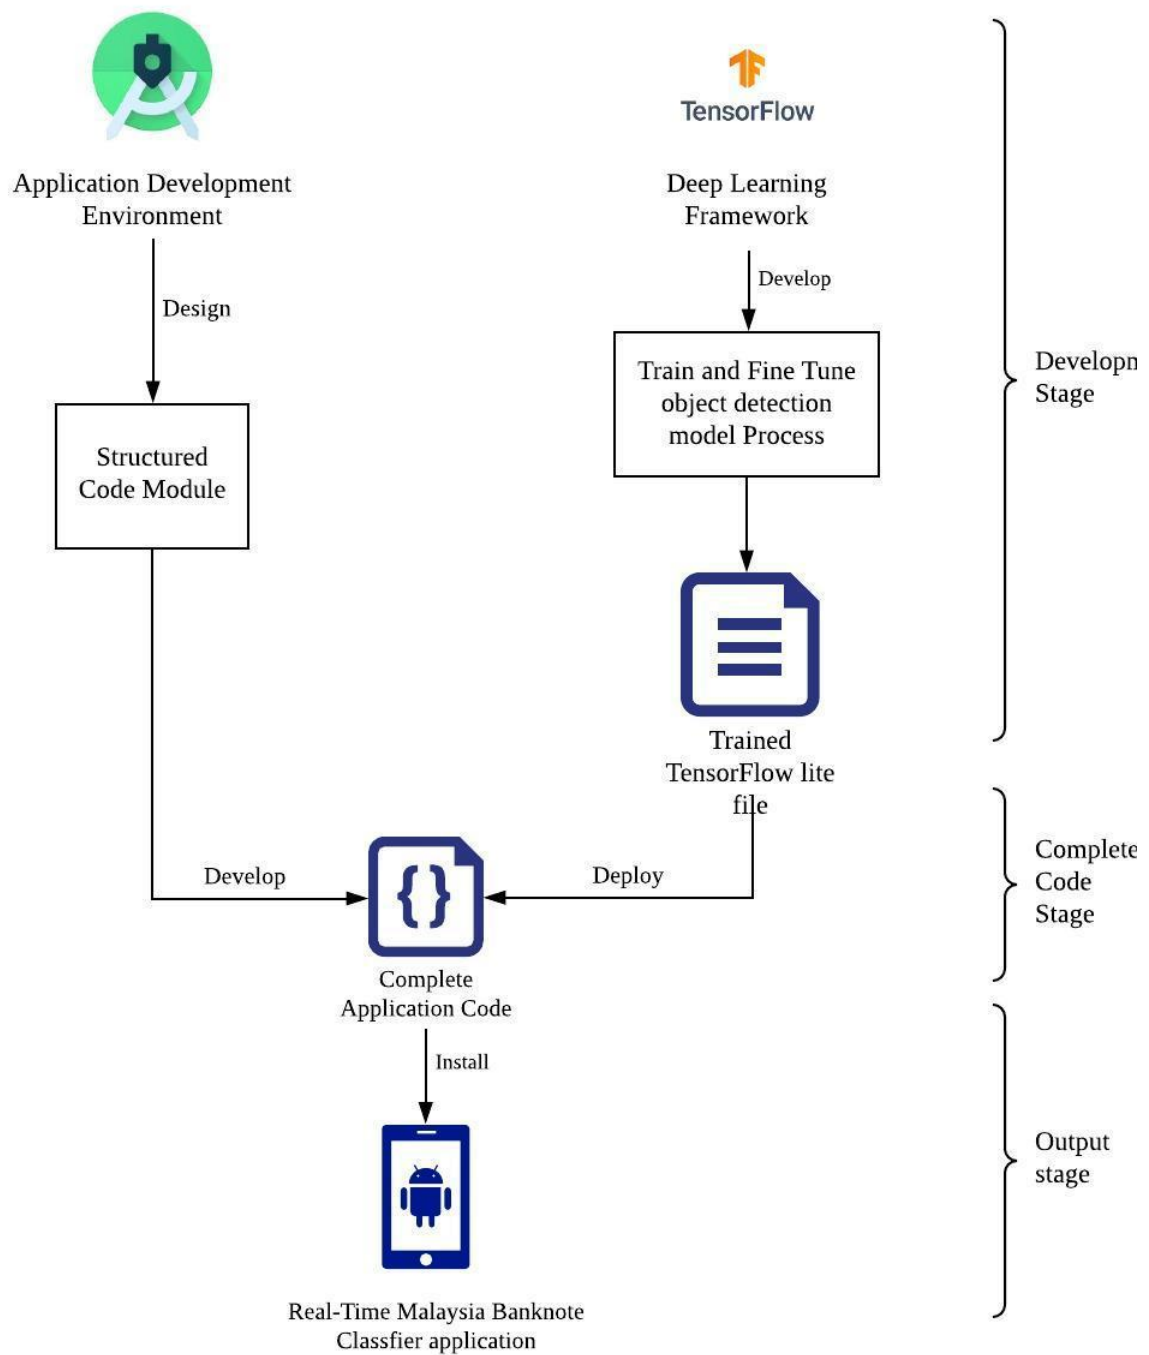 TensorFlow
Application Development
Environment
Deep Learning
Framework
Design
Develop
Structured
Code Module
Train and Fine Tune
object detection
model Process
Developm
Stage
Trained
TensorFlow lite
file
Develop
Deploy
Complete
Code
Stage
Complete
Application Code
Install
Output
stage
Real-Time Malaysia Banknote
Classfier application